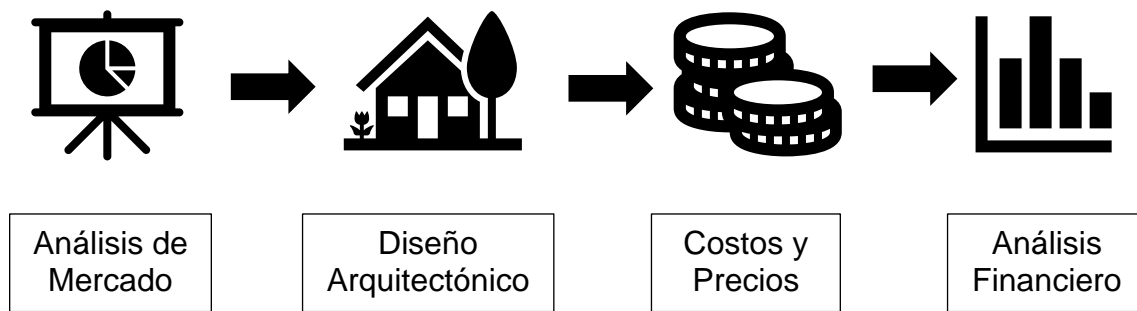 Análisis de
Mercado
Diseño
Arquitectónico
Costos y
Precios
Análisis
Financiero